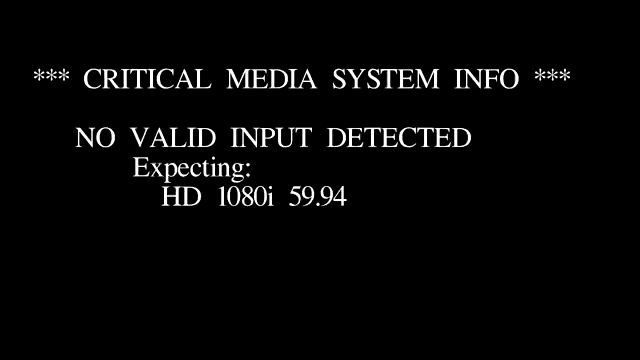 *** CRITICAL MEDIA SYSTEM INFO ***
NO VALID INPUT DETECTED
Expecting:
HD 1080i 59.94